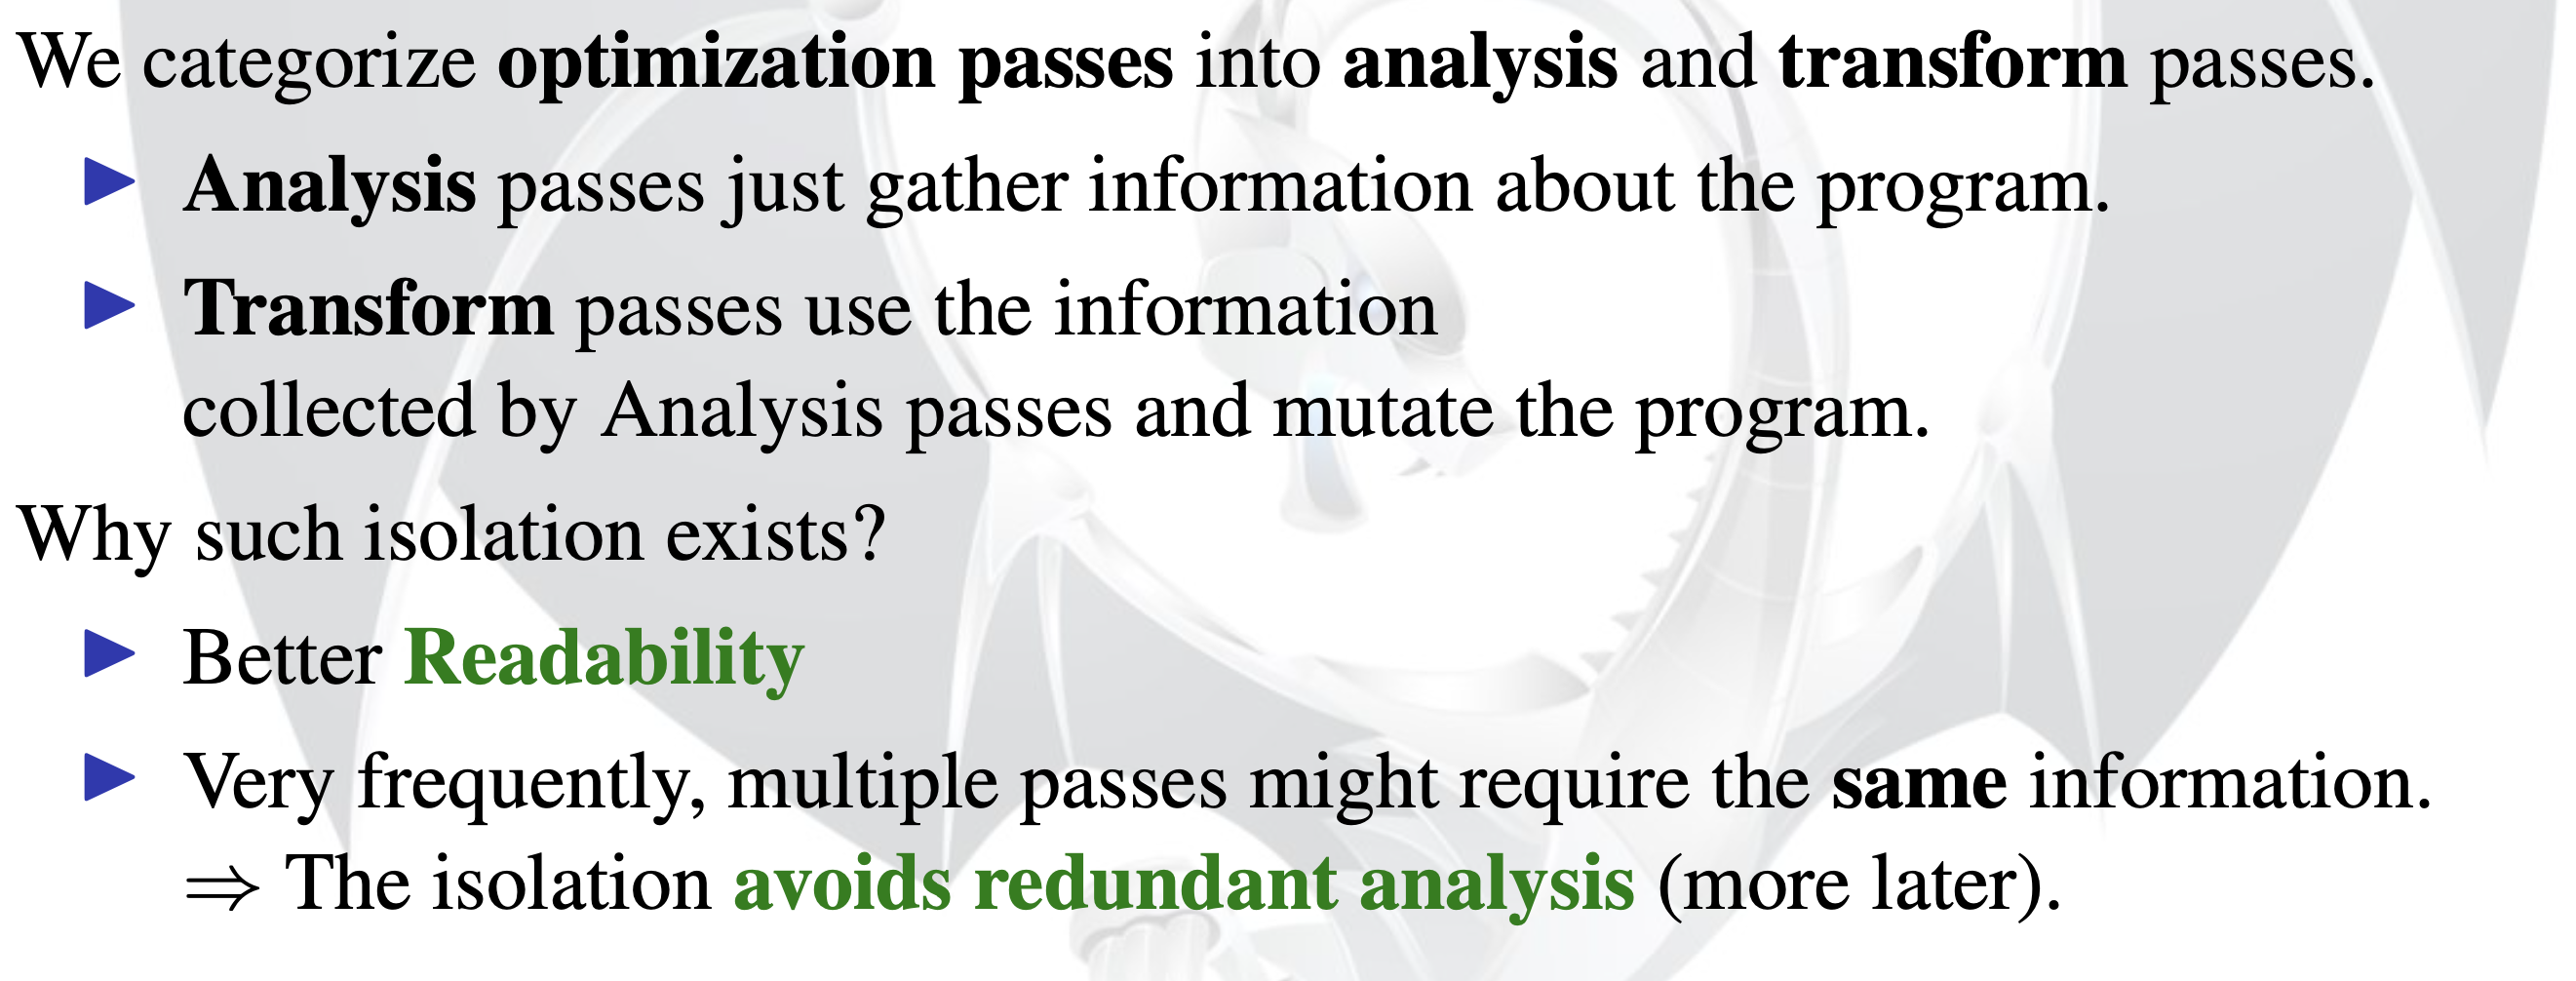 We categorize optimization passes into analysis and transform passes.
▶ Analysis passes just gather information about the program.
▶ Transform passes use the information
collected by Analysis passes and mutate the program.
Why such isolation exists?
▶ Better Readability
▶ Very frequently, multiple passes might require the same information.
⇒ The isolation avoids redundant analysis (more later).